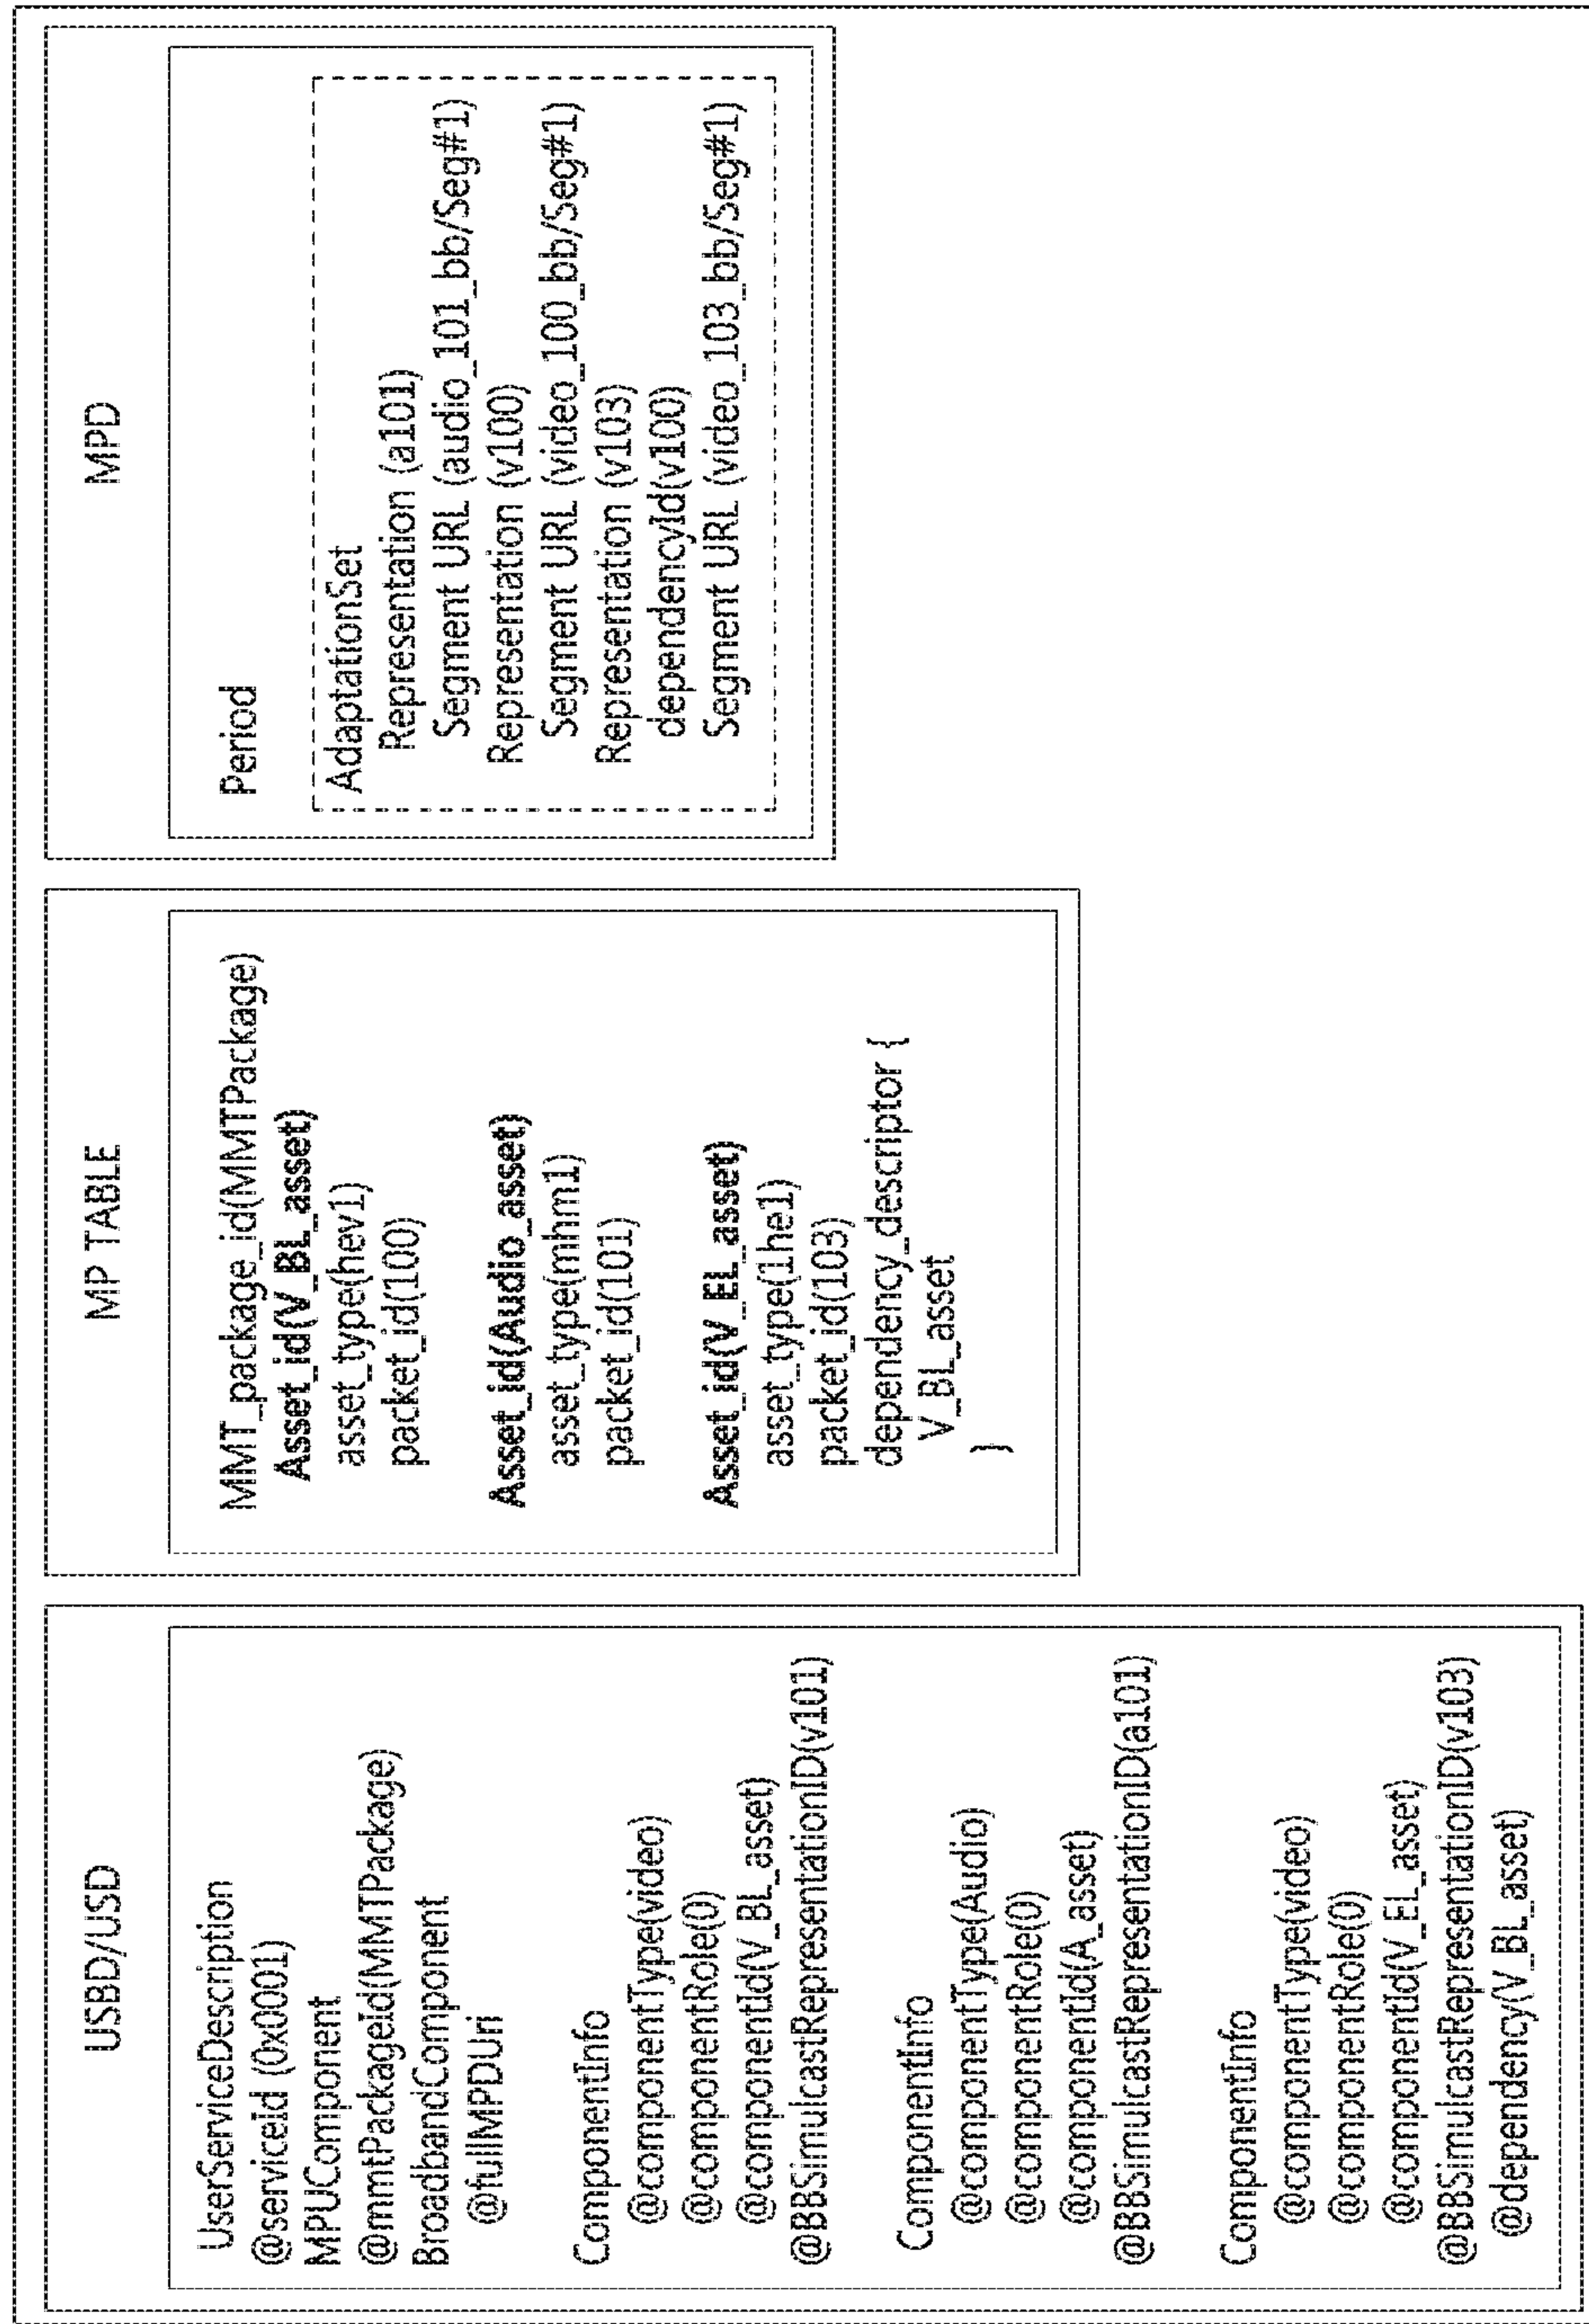 USBD/USD
UserServiceDescription
@serviceId (0x0001)
MPUComponent
@mmtPackageId(MMTPackage)
BroadbandComponent
@fullMPDUri
ComponentInfo
@componentType(video)
@componentRole(0)
@componentId(V_BL_asset)
@BBSimulcastRepresentationID(v101)
ComponentInfo
@componentType(Audio)
@componentRole(0)
@componentId(A_asset)
@BBSimulcastRepresentationID(a101)
ComponentInfo
@componentType(video)
@componentRole(0)
@componentId(V_EL_asset)
@BBSimulcastRepresentationID(v103)
@dependency(V_BL_asset)
MP TABLE
MMT_package_id(MMTPackage)
Asset_id(V_BL_asset)
asset_type(hev1)
packet_id(100)
Asset_id(Audio_asset)
asset_type(mhm1)
packet_id(101)
Asset_id(V_EL_asset)
asset_type(1he1)
packet_id(103)
dependency_descriptor {
V_BL_asset
}
MPD
Period
AdaptationSet
Representation (a101)
Segment URL (audio_101_bb/Seg#1)
Representation (v100)
Segment URL (video_100_bb/Seg#1)
Representation (v103)
dependencyId(v100)
Segment URL (video_103_bb/Seg#1)